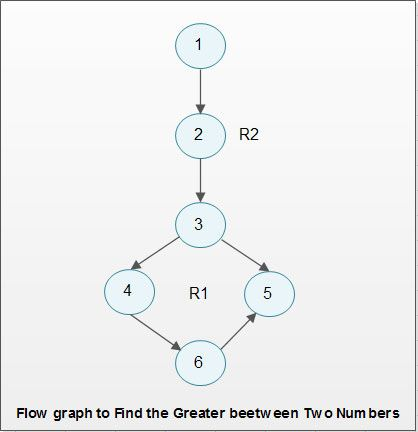 1
2 R2
3
4 R1 5
6
Flow graph to Find the Greater beetween Two Numbers